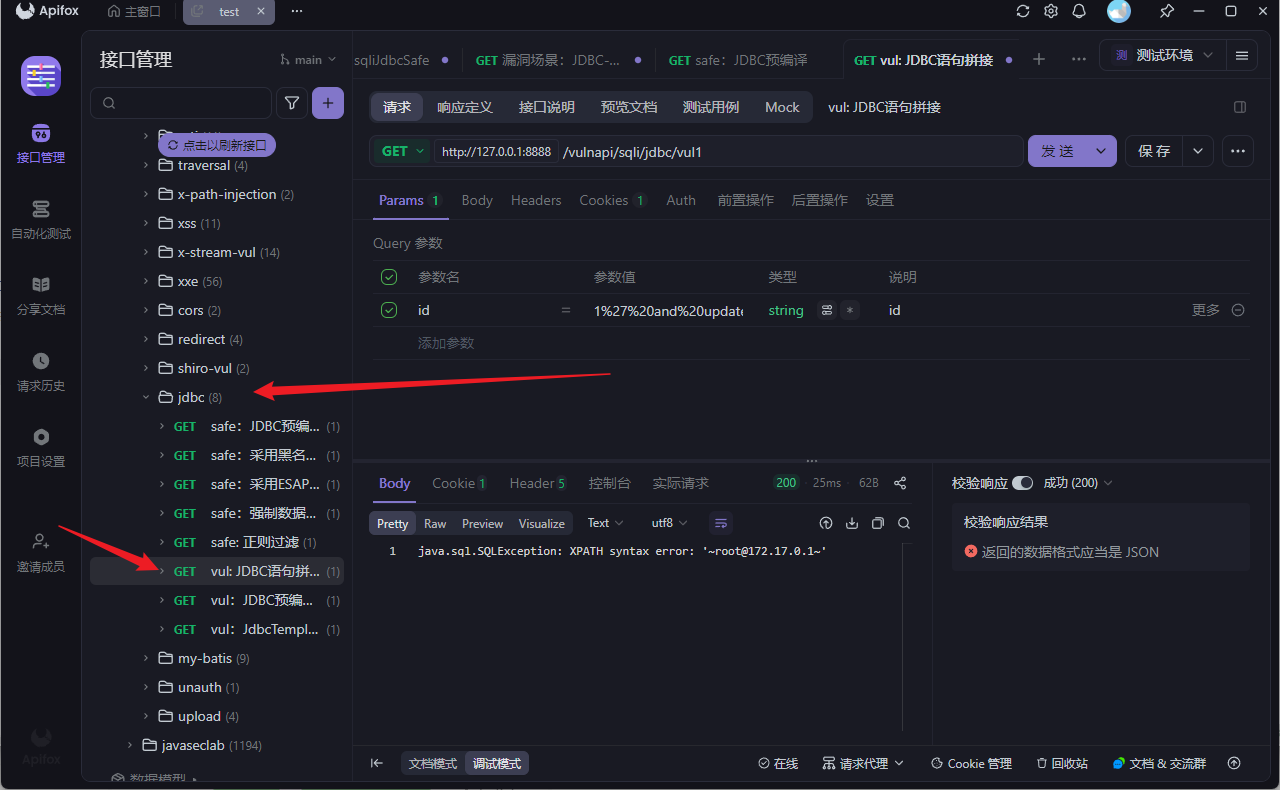 Apifox
主窗口
test
接口管理
main
sqliJdbcSafe
GET 漏洞场景：JDBC-...
GET safe：JDBC预编译
GET vul: JDBC语句拼接
测 测试环境
请求
响应定义
接口说明
预览文档
测试用例
Mock
vul: JDBC语句拼接
接口管理
自动化测试
分享文档
请求历史
项目设置
邀请成员
Apifox
点击以刷新接口
traversal (4)
x-path-injection (2)
xss (11)
x-stream-vul (14)
xxe (56)
cors (2)
redirect (4)
shiro-vul (2)
jdbc (8)
GET safe：JDBC预编... (1)
GET safe：采用黑名... (1)
GET safe：采用ESAP... (1)
GET safe：强制数据... (1)
GET safe: 正则过滤 (1)
GET vul: JDBC语句拼... (1)
GET vul：JDBC预编... (1)
GET vul：JdbcTempl... (1)
my-batis (9)
unauth (1)
upload (4)
javaseclab (1194)
数据模型
GET
http://127.0.0.1:8888
/vulnapi/sqli/jdbc/vul1
发 送
保 存
Params 1
Body
Headers
Cookies 1
Auth
前置操作
后置操作
设置
Query 参数
参数名
参数值
类型
说明
id
=
1%27%20and%20update
string
*
id
更多
添加参数
Body
Cookie 1
Header 5
控制台
实际请求
200
25ms
62B
Pretty
Raw
Preview
Visualize
Text
utf8
1 java.sql.SQLException: XPATH syntax error: '~root@172.17.0.1~'
校验响应
成功 (200)
校验响应结果
返回的数据格式应当是 JSON
文档模式
调试模式
在线
请求代理
Cookie 管理
回收站
文档 & 交流群